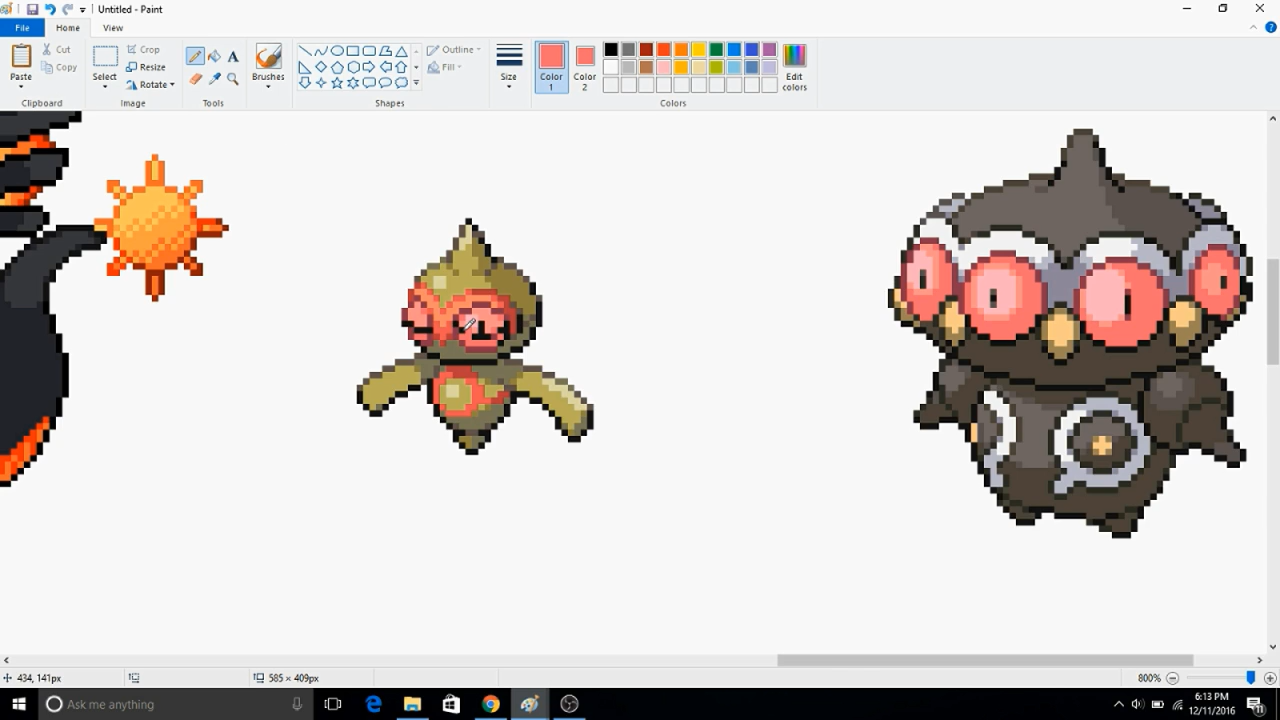 Untitled - Paint
File Home View
Paste
Cut
Copy
Clipboard
Select
Crop
Resize
Rotate
Image
A
Tools
Brushes
Outline
Fill
Shapes
Size
Color 1
Color 2
Edit colors
Colors
434, 141px
585 × 409px
800%
Ask me anything
6:13 PM
12/11/2016